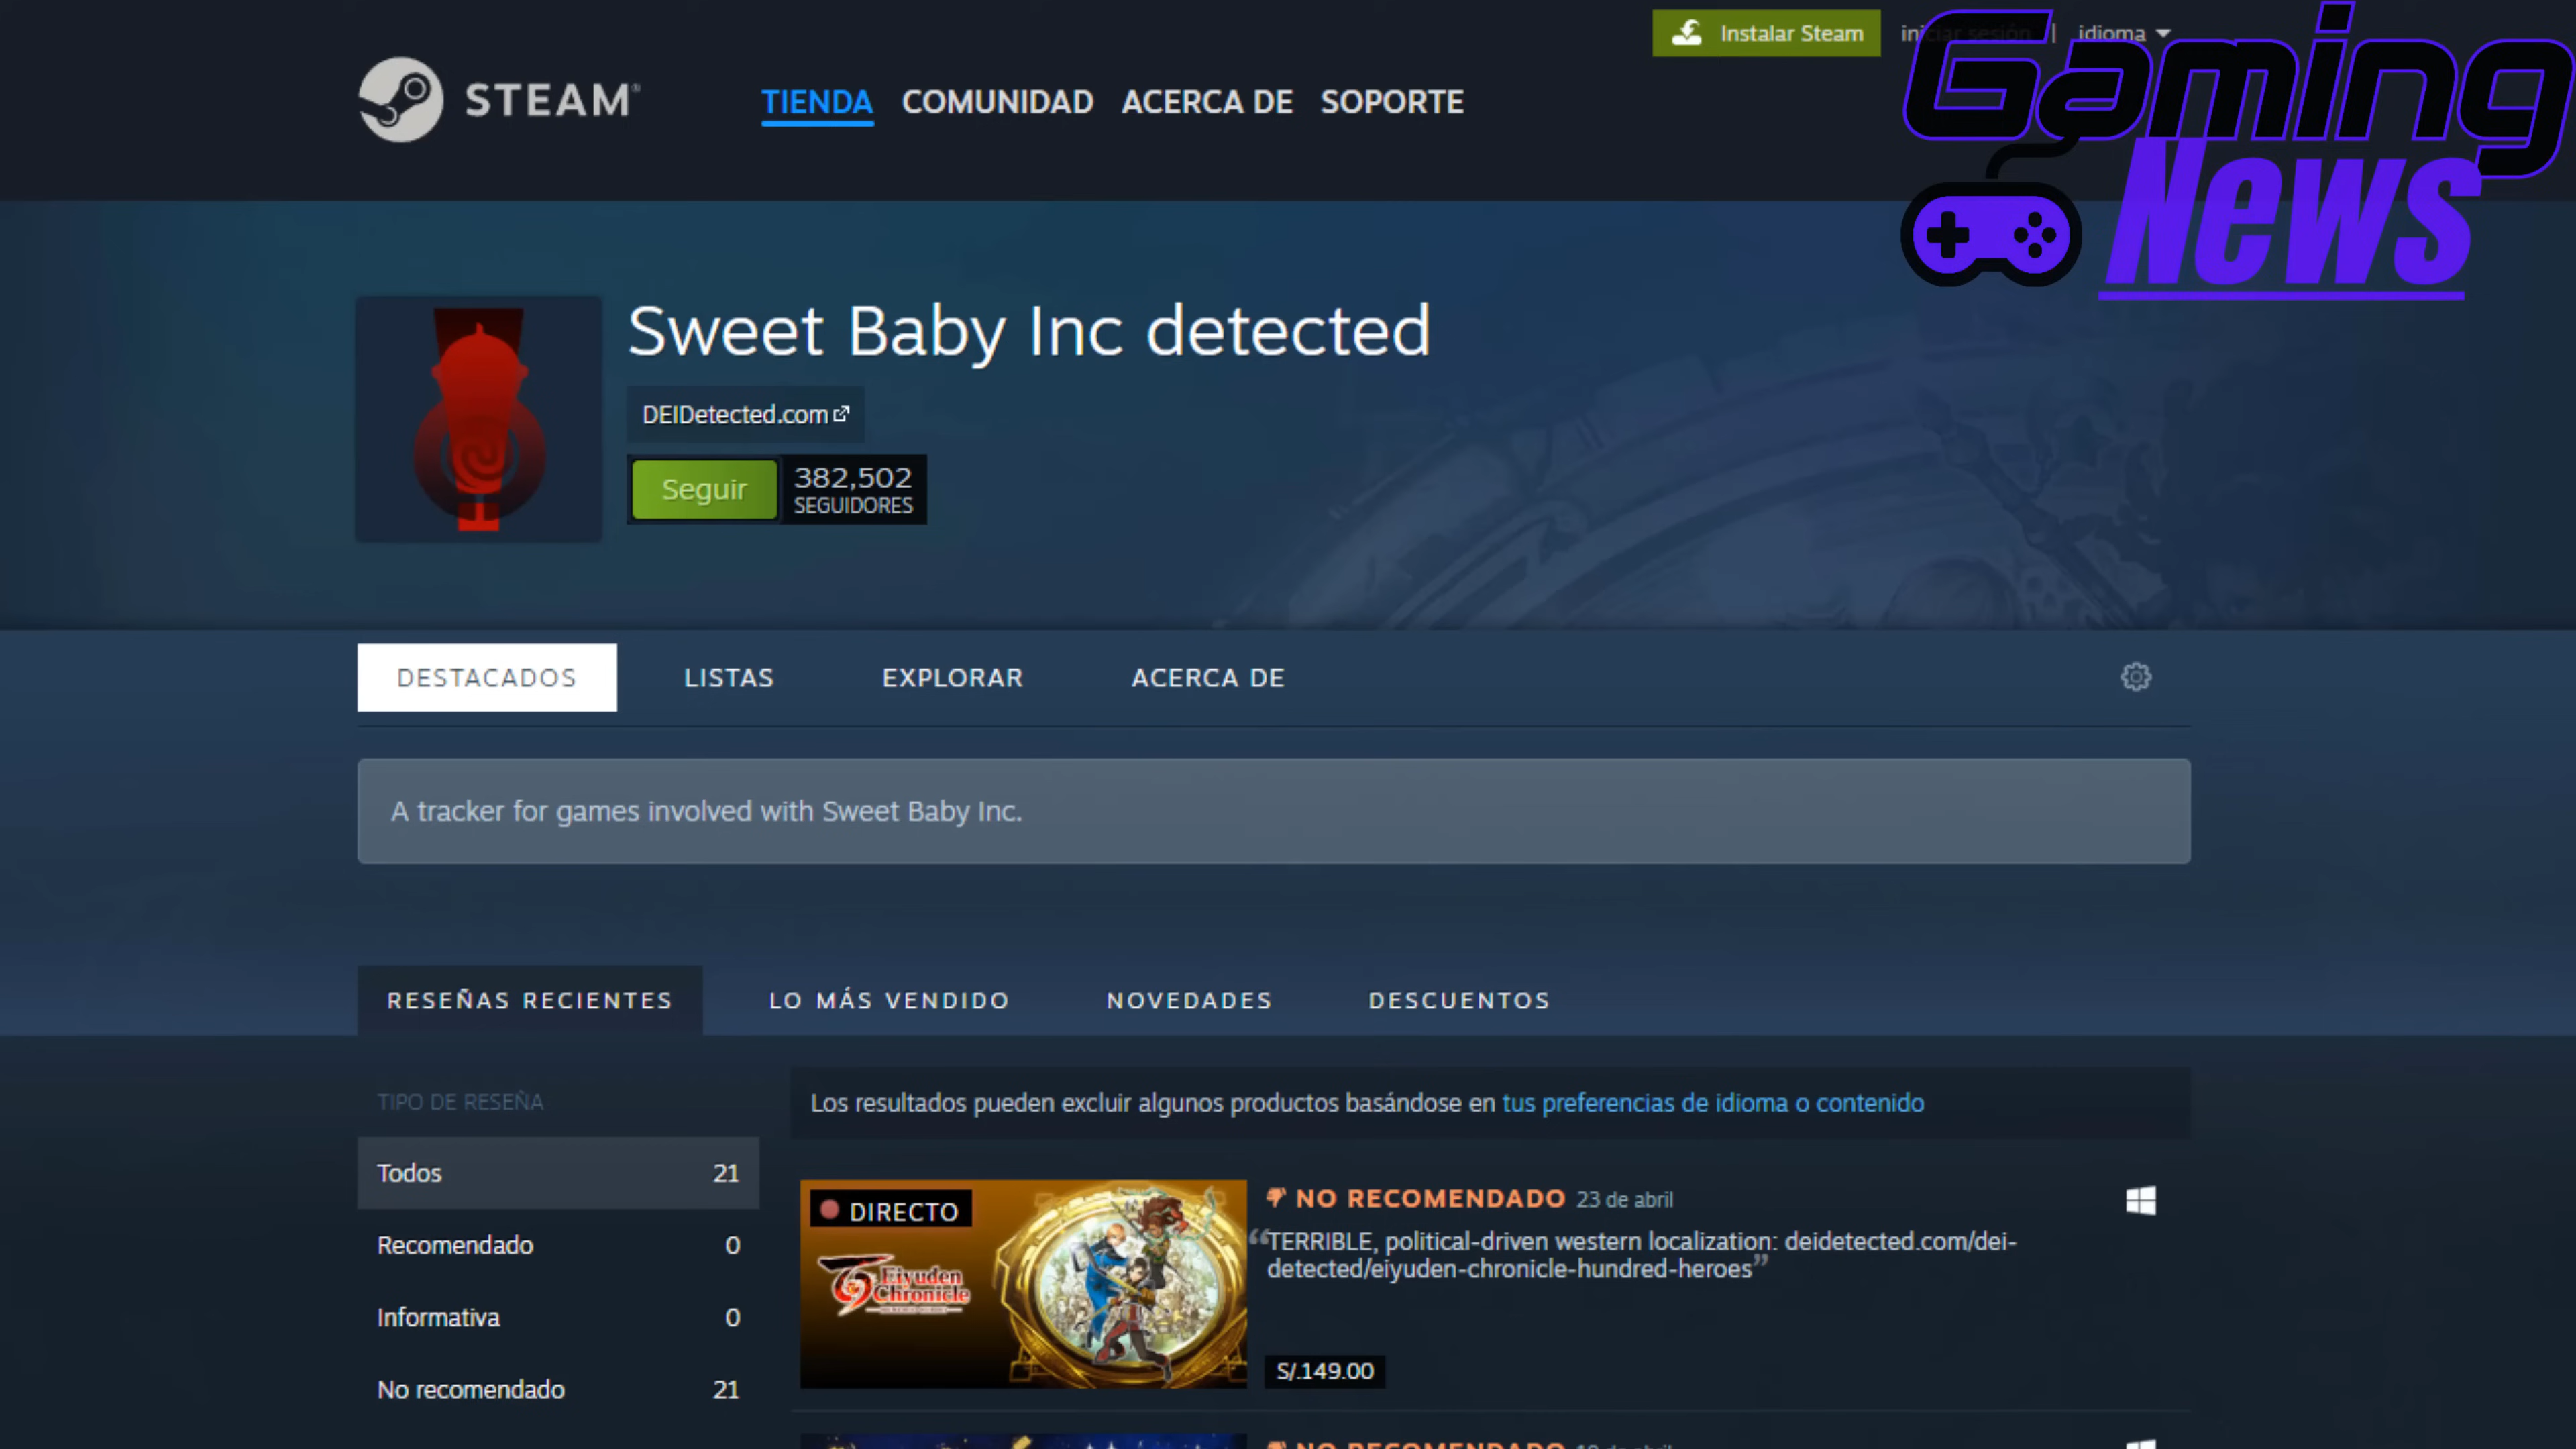 Instalar Steam
iniciar sesión | idioma
STEAM
TIENDA COMUNIDAD ACERCA DE SOPORTE
Gaming
News
Sweet Baby Inc detected
DEIDetected.com
Seguir
382,502
SEGUIDORES
DESTACADOS LISTAS EXPLORAR ACERCA DE
A tracker for games involved with Sweet Baby Inc.
RESEÑAS RECIENTES LO MÁS VENDIDO NOVEDADES DESCUENTOS
TIPO DE RESEÑA
Todos 21
Recomendado 0
Informativa 0
No recomendado 21
Los resultados pueden excluir algunos productos basándose en tus preferencias de idioma o contenido
DIRECTO
Eiyuden
Chronicle
NO RECOMENDADO 23 de abril
“TERRIBLE, political-driven western localization: deidetected.com/dei-
detected/eiyuden-chronicle-hundred-heroes”
S/.149.00
NO RECOMENDADO